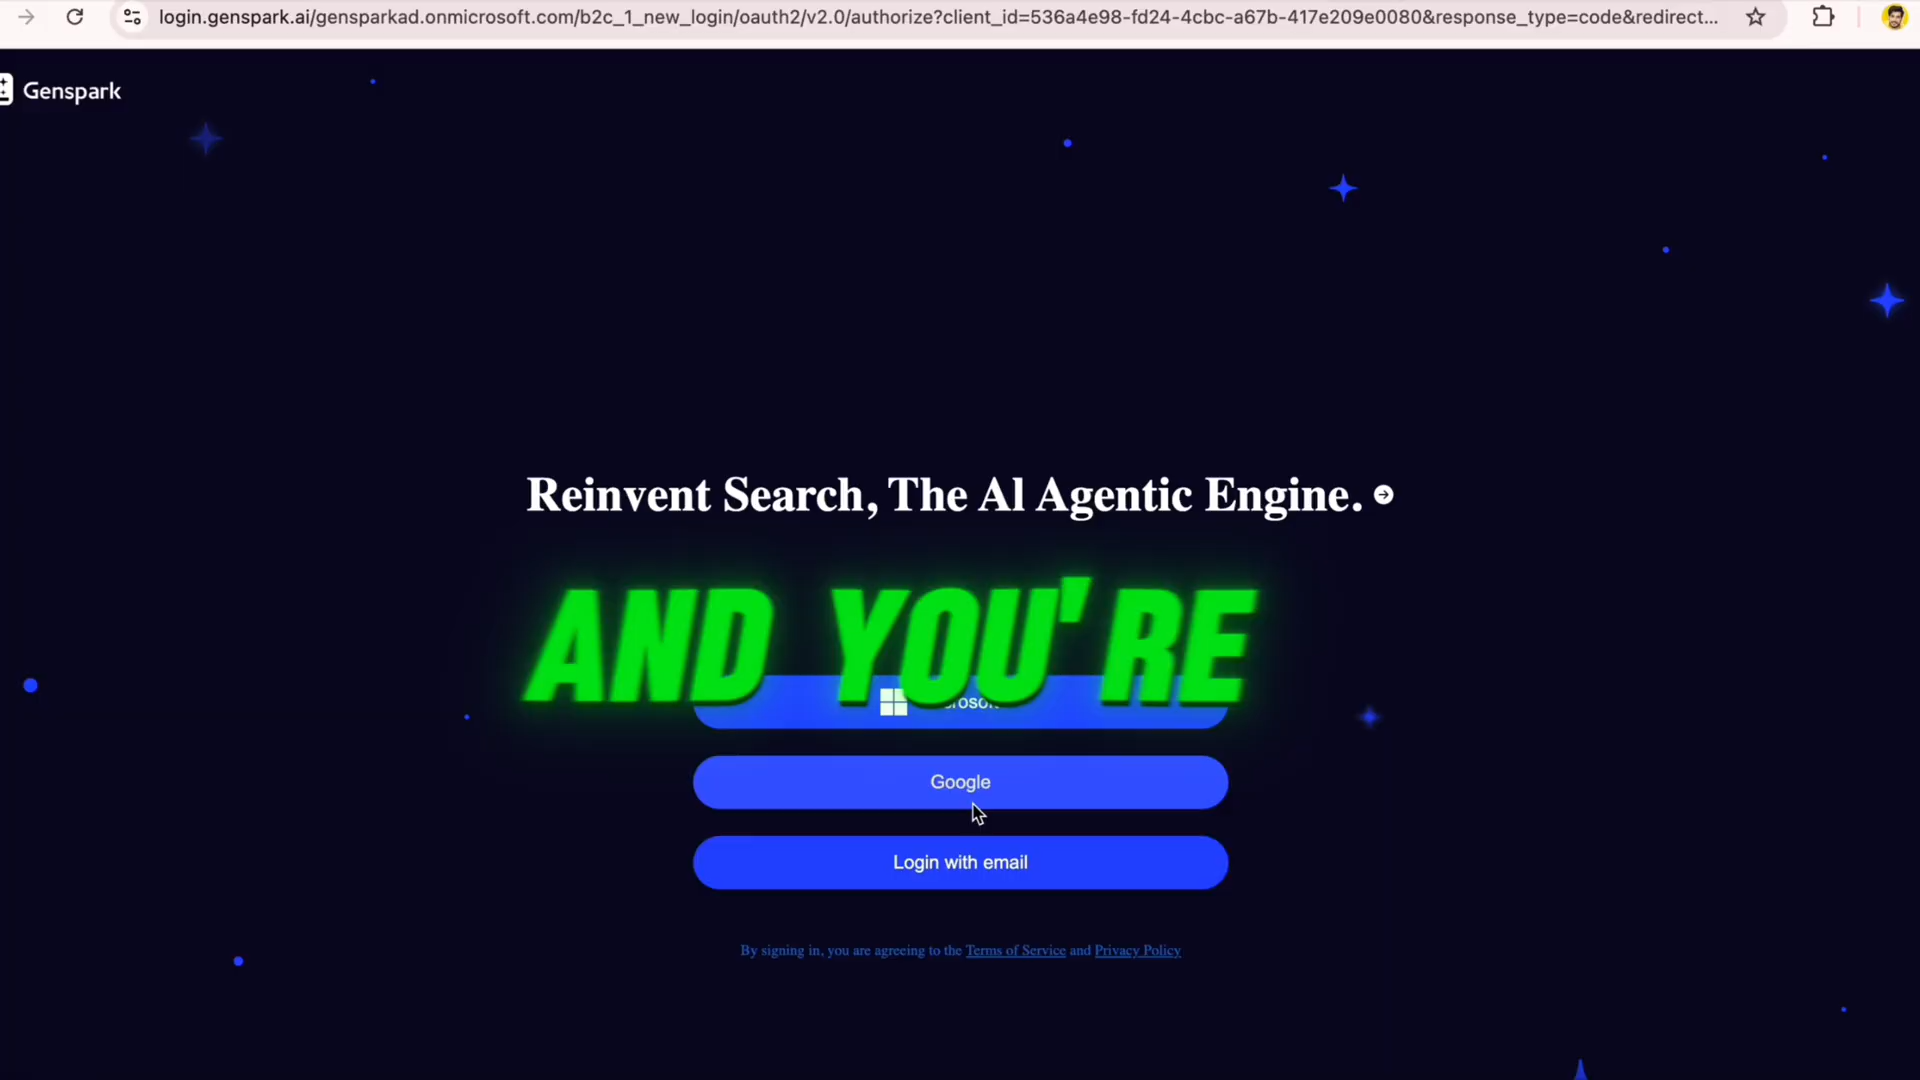 login.genspark.ai/gensparkad.onmicrosoft.com/b2c_1_new_login/oauth2/v2.0/authorize?client_id=536a4e98-fd24-4cbc-a67b-417e209e0080&response_type=code&redirect...
Genspark
Reinvent Search, The AI Agentic Engine.
AND YOU'RE
Google
Login with email
By signing in, you are agreeing to the Terms of Service and Privacy Policy